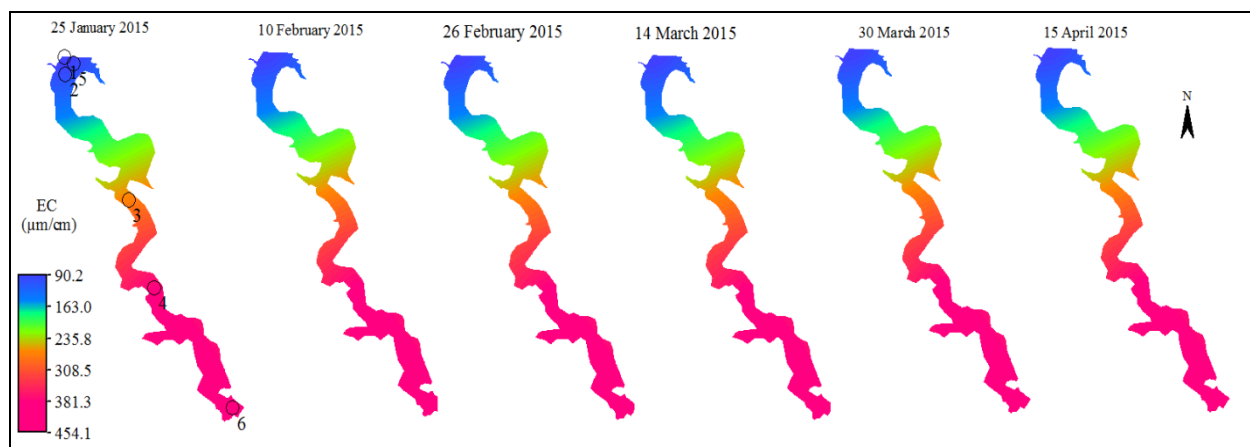 25 January 2015
10 February 2015
26 February 2015
14 March 2015
30 March 2015
15 April 2015
1
5
2
N
3
EC
(µm/cm)
90.2
163.0
235.8
308.5
381.3
454.1
4
6